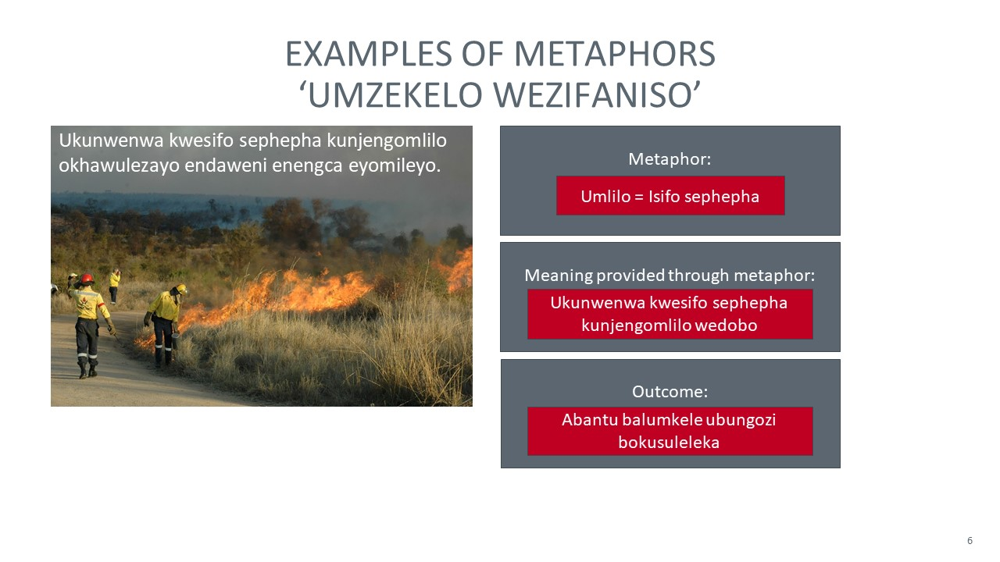 EXAMPLES OF METAPHORS
‘UMZEKELO WEZIFANISO’
Ukunwenwa kwesifo sephepha kunjengomlilo
okhawulezayo endaweni enengca eyomileyo.
Metaphor:
Umlilo = Isifo sephepha
Meaning provided through metaphor:
Ukunwenwa kwesifo sephepha
kunjengomlilo wedobo
Outcome:
Abantu balumkele ubungozi
bokusuleleka
6